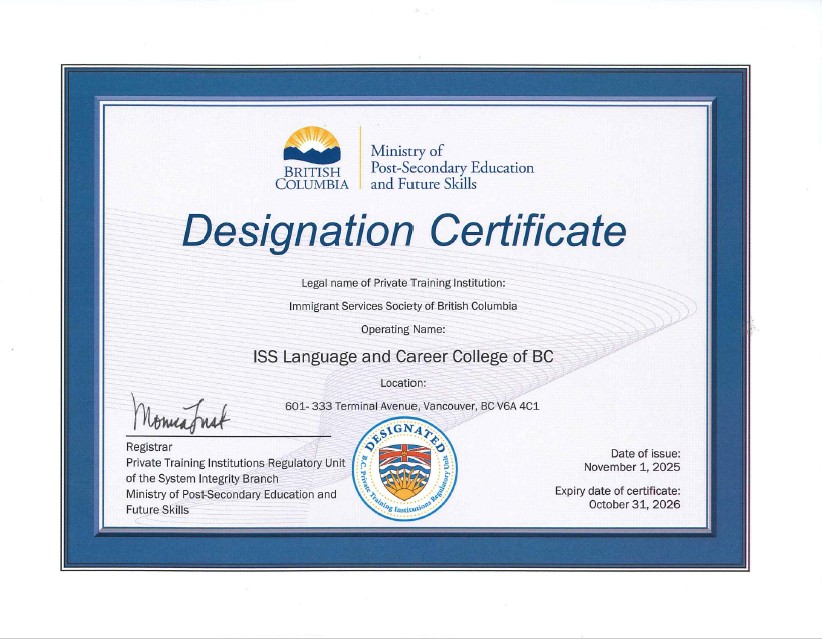 BRITISH
COLUMBIA
Ministry of
Post-Secondary Education
and Future Skills
Designation Certificate
Legal name of Private Training Institution:
Immigrant Services Society of British Columbia
Operating Name:
ISS Language and Career College of BC
Location:
601- 333 Terminal Avenue, Vancouver, BC V6A 4C1
Registrar
Private Training Institutions Regulatory Unit
of the System Integrity Branch
Ministry of Post-Secondary Education and
Future Skills
DESIGNATED
B.C. Private Training Institutions Regulatory Unit
Date of issue:
November 1, 2025
Expiry date of certificate:
October 31, 2026